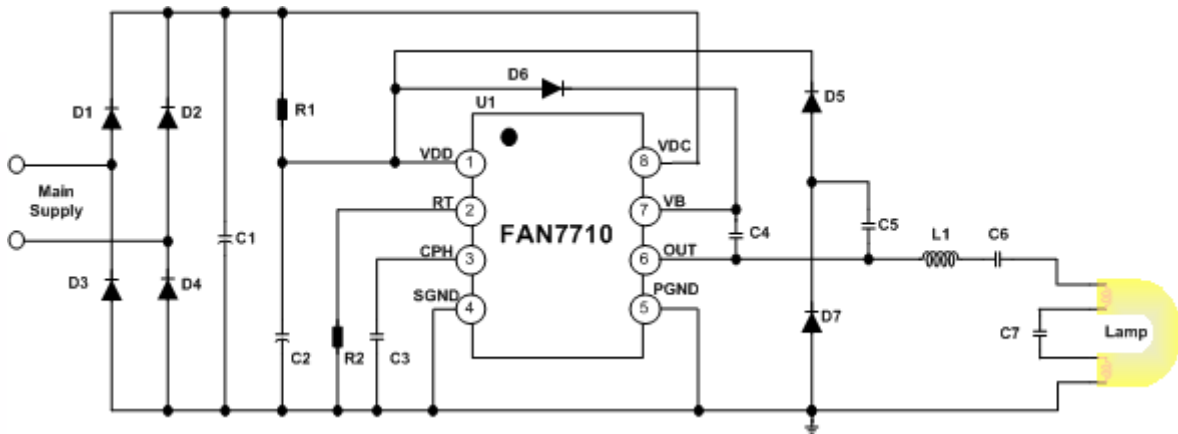 D6
U1
D1
D2
R1
D5
VDD
1
8
VDC
Main
Supply
RT
2
7
VB
FAN7710
C1
C4
C5
L1
C6
CPH
3
6
OUT
D3
D4
SGND
4
5
PGND
D7
C7
Lamp
C2
R2
C3